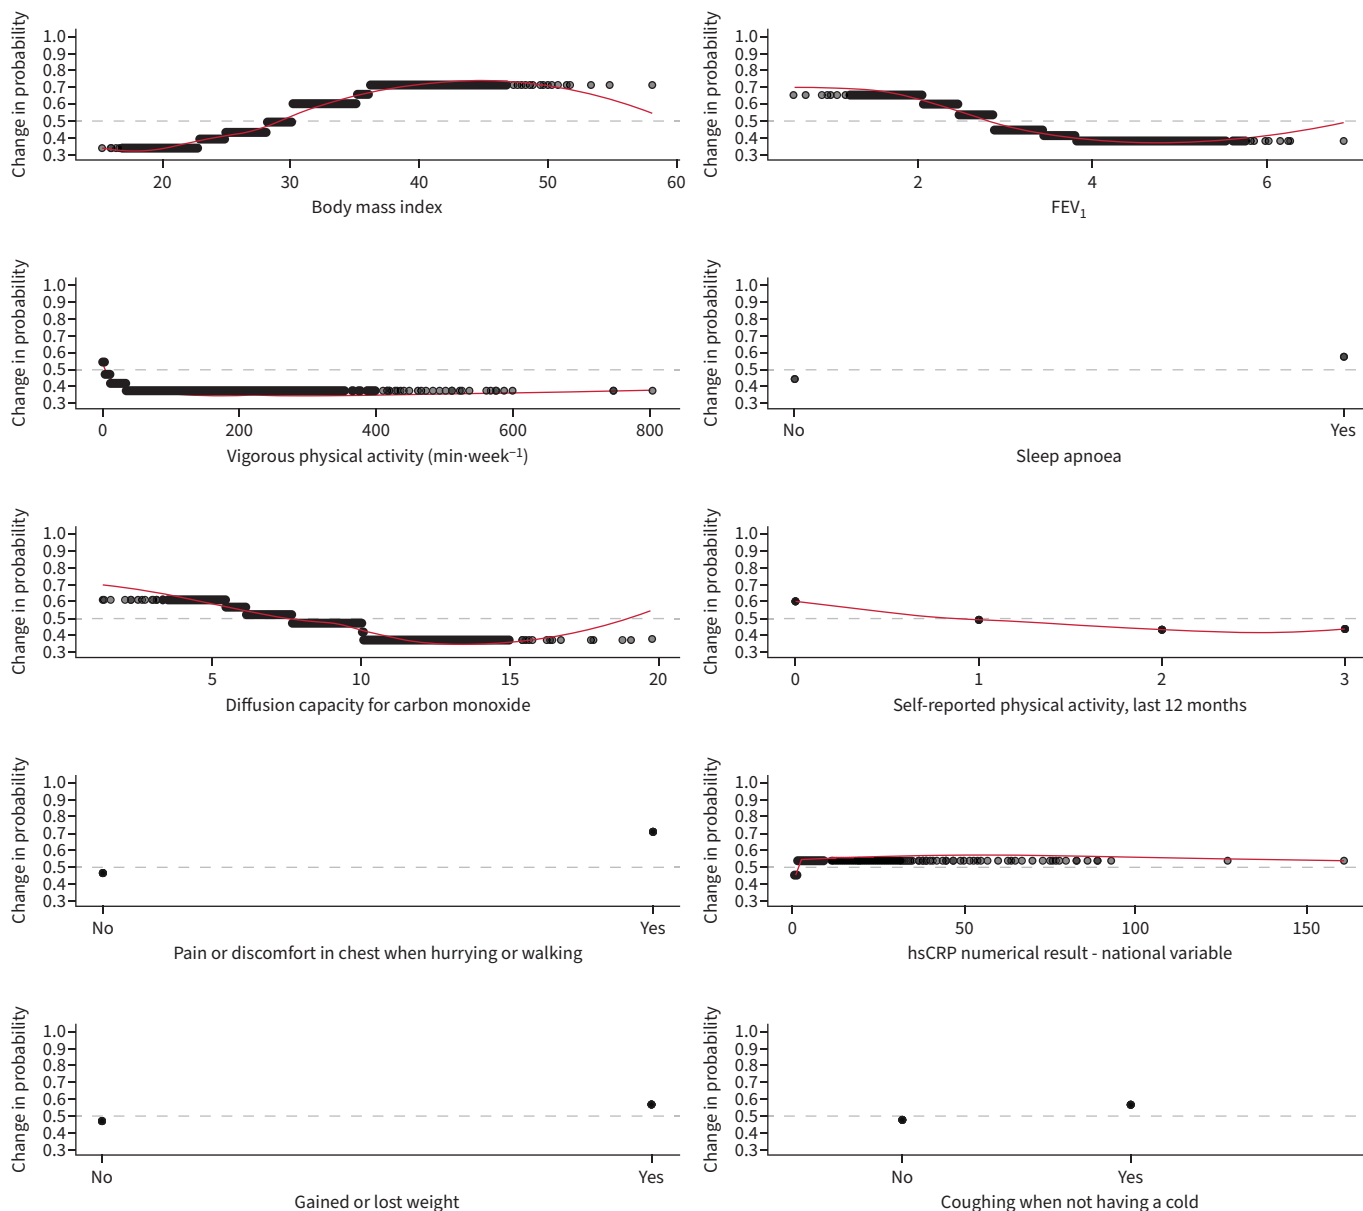 Change in probability
1.0
0.9
0.8
0.7
0.6
0.5
0.4
0.3
20 30 40 50 60
Body mass index
Change in probability
1.0
0.9
0.8
0.7
0.6
0.5
0.4
0.3
2 4 6
FEV₁
Change in probability
1.0
0.9
0.8
0.7
0.6
0.5
0.4
0.3
0 200 400 600 800
Vigorous physical activity (min·week⁻¹)
Change in probability
1.0
0.9
0.8
0.7
0.6
0.5
0.4
0.3
No Yes
Sleep apnoea
Change in probability
1.0
0.9
0.8
0.7
0.6
0.5
0.4
0.3
5 10 15 20
Diffusion capacity for carbon monoxide
Change in probability
1.0
0.9
0.8
0.7
0.6
0.5
0.4
0.3
0 1 2 3
Self-reported physical activity, last 12 months
Change in probability
1.0
0.9
0.8
0.7
0.6
0.5
0.4
0.3
No Yes
Pain or discomfort in chest when hurrying or walking
Change in probability
1.0
0.9
0.8
0.7
0.6
0.5
0.4
0.3
0 50 100 150
hsCRP numerical result - national variable
Change in probability
1.0
0.9
0.8
0.7
0.6
0.5
0.4
0.3
No Yes
Gained or lost weight
Change in probability
1.0
0.9
0.8
0.7
0.6
0.5
0.4
0.3
No Yes
Coughing when not having a cold